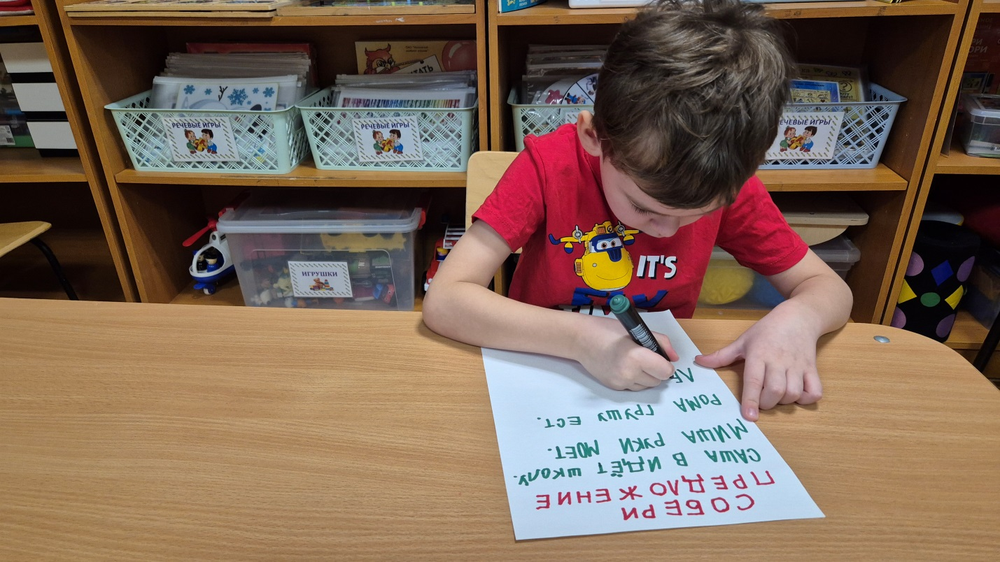 РЕЧЕВЫЕ ИГРЫ
РЕЧЕВЫЕ ИГРЫ
РЕЧЕВЫЕ ИГРЫ
ИГРУШКИ
IT'S
СОБЕРИ
ПРЕДЛОЖЕНИЕ
САША В ИДЁТ ШКОЛУ.
МИША РУКИ МОЕТ.
РОМА ГРУШУ ЕСТ.